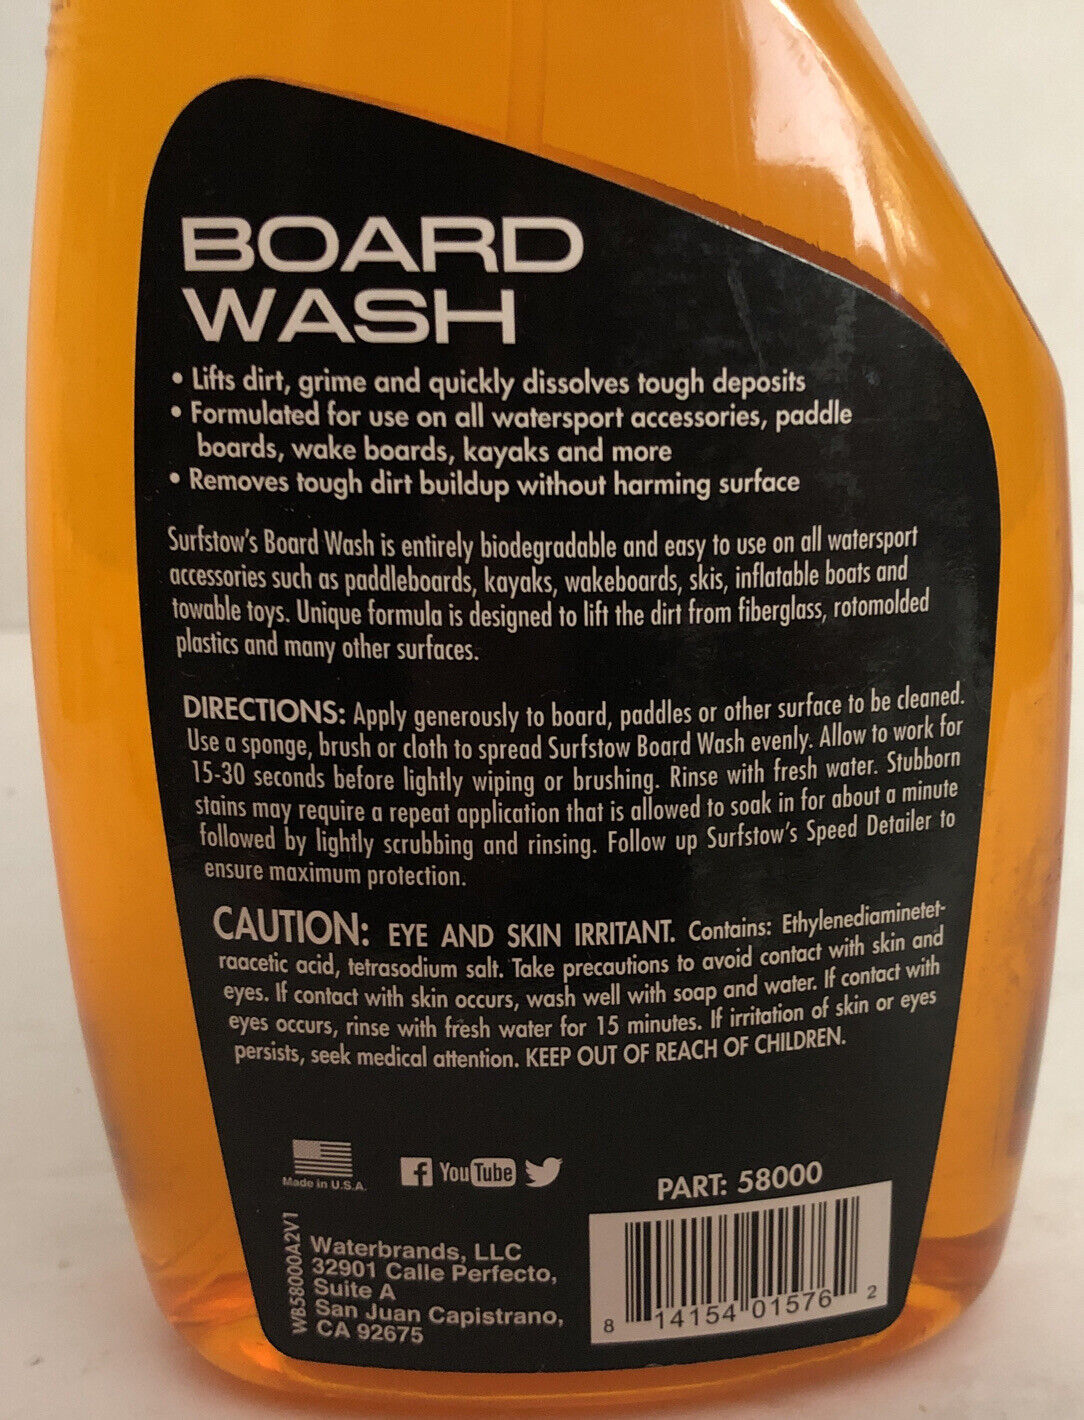 BOARD
WASH
• Lifts dirt, grime and quickly dissolves tough deposits
• Formulated for use on all watersport accessories, paddle
boards, wake boards, kayaks and more
• Removes tough dirt buildup without harming surface
Surfstow's Board Wash is entirely biodegradable and easy to use on all watersport
accessories such as paddleboards, kayaks, wakeboards, skis, inflatable boats and
towable toys. Unique formula is designed to lift the dirt from fiberglass, rotomolded
plastics and many other surfaces.
DIRECTIONS: Apply generously to board, paddles or other surface to be cleaned.
Use a sponge, brush or cloth to spread Surfstow Board Wash evenly. Allow to work for
15-30 seconds before lightly wiping or brushing. Rinse with fresh water. Stubborn
stains may require a repeat application that is allowed to soak in for about a minute
followed by lightly scrubbing and rinsing. Follow up Surfstow's Speed Detailer to
ensure maximum protection.
CAUTION: EYE AND SKIN IRRITANT. Contains: Ethylenediaminetet-
raacetic acid, tetrasodium salt. Take precautions to avoid contact with skin and
eyes. If contact with skin occurs, wash well with soap and water. If contact with
eyes occurs, rinse with fresh water for 15 minutes. If irritation of skin or eyes
persists, seek medical attention. KEEP OUT OF REACH OF CHILDREN.
Made in U.S.A.
f YouTube
PART: 58000
WB58000A2V1
Waterbrands, LLC
32901 Calle Perfecto,
Suite A
San Juan Capistrano,
CA 92675
8 14154 01576 2